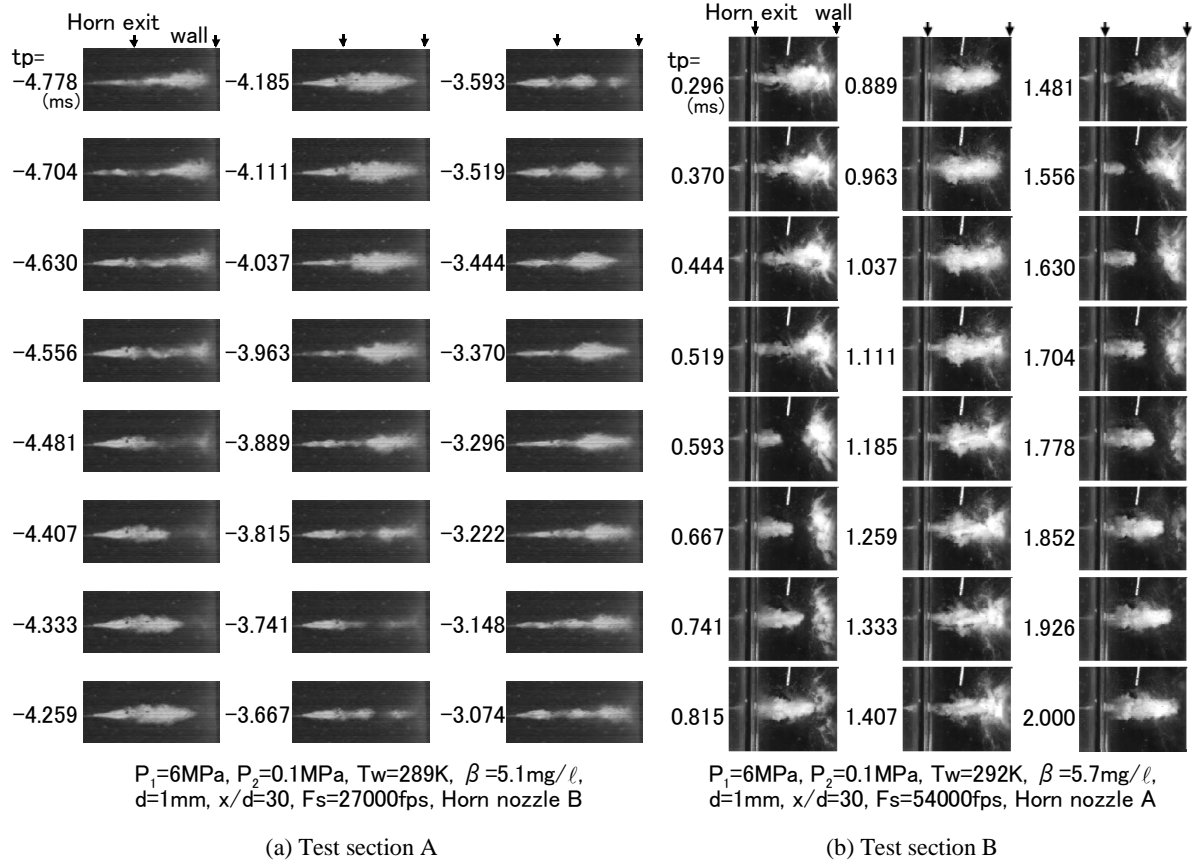 Horn exit wall
tp=
-4.778 -4.185 -3.593
(ms)
-4.704 -4.111 -3.519
-4.630 -4.037 -3.444
-4.556 -3.963 -3.370
-4.481 -3.889 -3.296
-4.407 -3.815 -3.222
-4.333 -3.741 -3.148
-4.259 -3.667 -3.074
P₁=6MPa, P₂=0.1MPa, Tw=289K, β=5.1mg/ℓ,
d=1mm, x/d=30, Fs=27000fps, Horn nozzle B
(a) Test section A
Horn exit wall
tp=
0.296 0.889 1.481
(ms)
0.370 0.963 1.556
0.444 1.037 1.630
0.519 1.111 1.704
0.593 1.185 1.778
0.667 1.259 1.852
0.741 1.333 1.926
0.815 1.407 2.000
P₁=6MPa, P₂=0.1MPa, Tw=292K, β=5.7mg/ℓ,
d=1mm, x/d=30, Fs=54000fps, Horn nozzle A
(b) Test section B